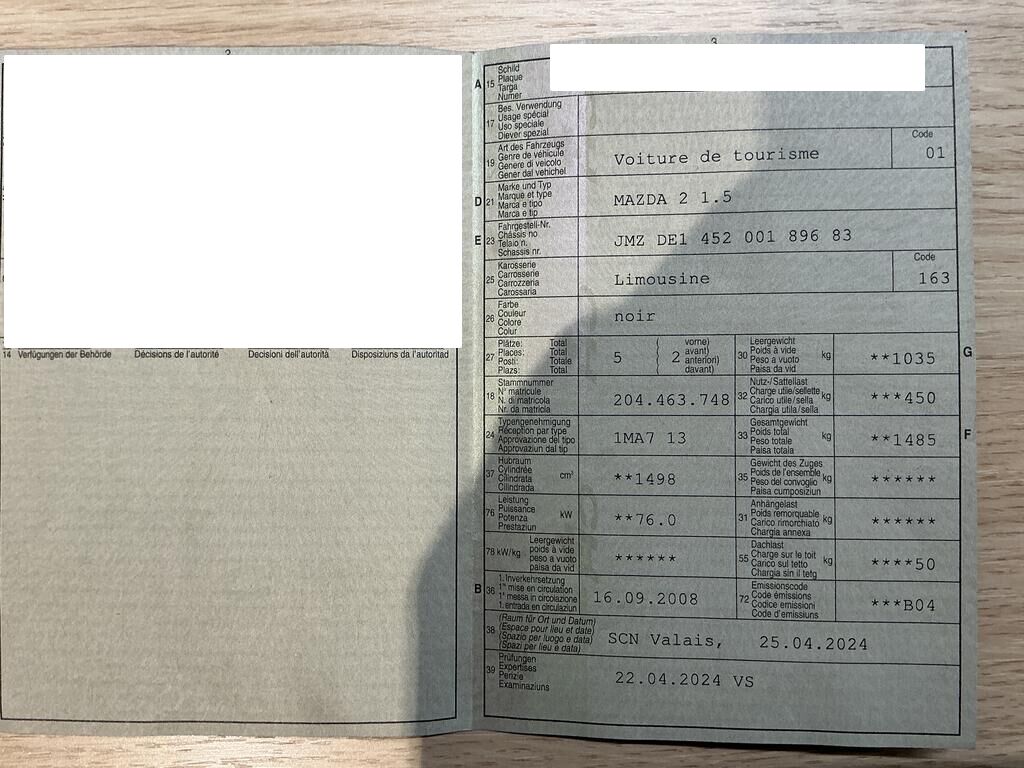 14 Verfügungen der Behörde Décisions de l'autorité Decisioni dell'autorità Disposiziuns da l'autoritad
3
A 15 Schild
Plaque
Targa
Numer
17 Bes. Verwendung
Usage spécial
Uso speciale
Diever spezial
19 Art des Fahrzeugs
Genre de véhicule
Genere di veicolo
Gener dal vehichel
Voiture de tourisme
Code
01
D 21 Marke und Typ
Marque et type
Marca e tipo
Marca e tip
MAZDA 2 1.5
E 23 Fahrgestell-Nr.
Châssis no
Telaio n.
Schassis nr.
JMZ DE1 452 001 896 83
25 Karosserie
Carrosserie
Carrozzeria
Carossaria
Limousine
Code
163
26 Farbe
Couleur
Colore
Colur
noir
27 Plätze: Total
Places: Total
Posti: Totale
Plazs: Total
5 ( 2 vorne)
avant)
anteriori)
davant)
30 Leergewicht
Poids à vide
Peso a vuoto
Paisa da vid
kg
**1035
G
18 Stammnummer
N° matricule
N. di matricola
Nr. da matricla
204.463.748
32 Nutz-/Sattellast
Charge utile/sellette
Carico utile/sella
Chargia utila/sella
kg
***450
24 Typengenehmigung
Réception par type
Approvazione del tipo
Approvaziun dal tip
1MA7 13
33 Gesamtgewicht
Poids total
Peso totale
Paisa totala
kg
**1485
F
37 Hubraum
Cylindrée
Cilindrata
Cilindrada
cm³
**1498
35 Gewicht des Zuges
Poids de l'ensemble
Peso del convoglio
Paisa cumposiziun
kg
******
76 Leistung
Puissance
Potenza
Prestaziun
kW
**76.0
31 Anhängelast
Poids remorquable
Carico rimorchiato
Chargia annexa
kg
******
78 kW/kg Leergewicht
poids à vide
peso a vuoto
paisa da vid
******
55 Dachlast
Charge sur le toit
Carico sul tetto
Chargia sin il tetg
kg
****50
B 36 1. Inverkehrsetzung
1re mise en circulation
1a messa in circolazione
1. entrada en circulaziun
16.09.2008
72 Emissionscode
Code émissions
Codice emissioni
Code d'emissiuns
***B04
38 (Raum für Ort und Datum)
(Espace pour lieu et date)
(Spazio per luogo e data)
(Spazi per lieu e data)
SCN Valais, 25.04.2024
39 Prüfungen
Expertises
Perizie
Examinaziuns
22.04.2024 VS